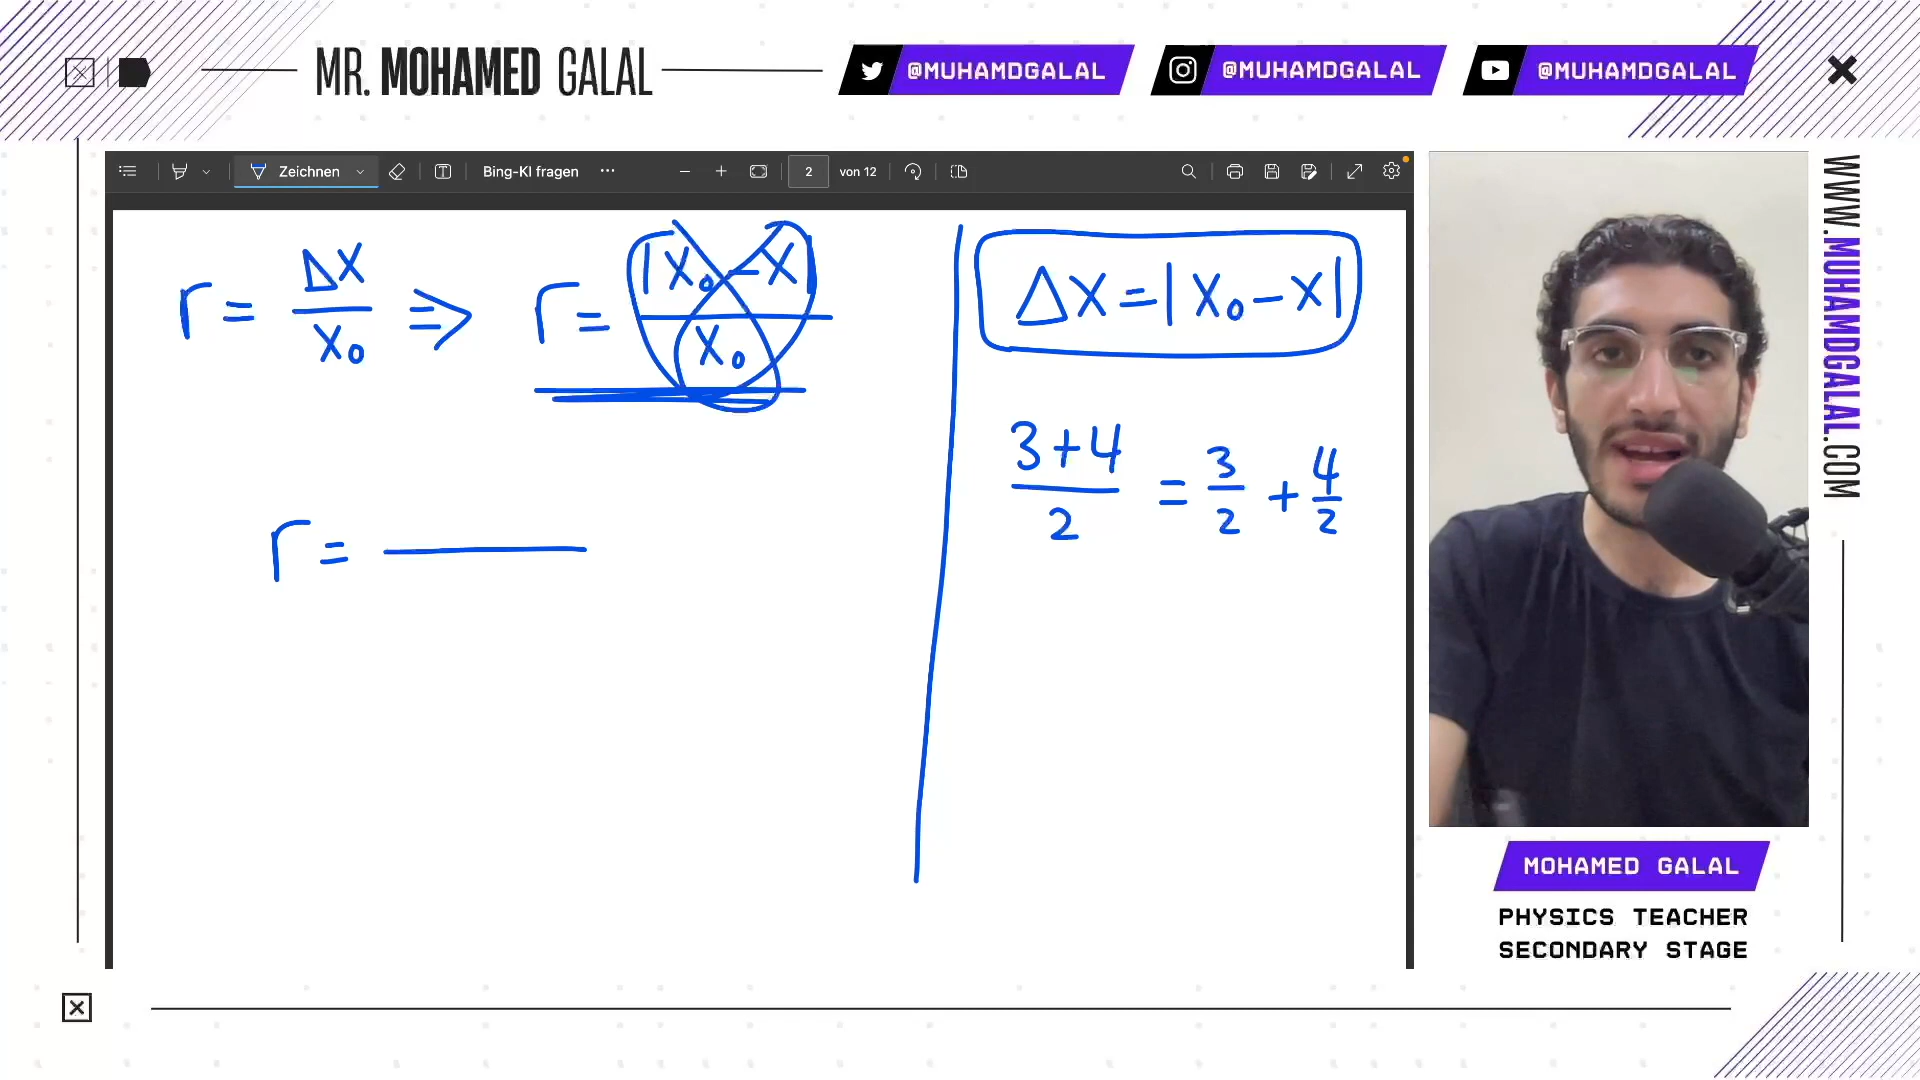 MR. MOHAMED GALAL
@MUHAMDGALAL
@MUHAMDGALAL
@MUHAMDGALAL
Zeichnen
Bing-KI fragen
2
von 12
r = ΔX / X₀ ⇒ r = |X₀ − X| / X₀
r =
ΔX = |X₀ − X|
3+4 / 2 = 3/2 + 4/2
WWW.MUHAMDGALAL.COM
MOHAMED GALAL
PHYSICS TEACHER
SECONDARY STAGE